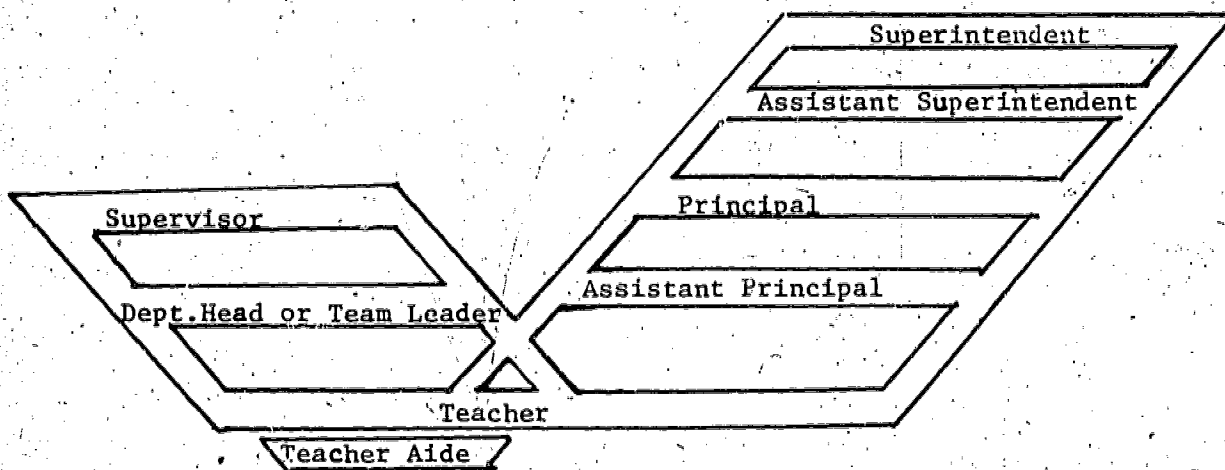 Superintendent
Assistant Superintendent
Principal
Supervisor
Assistant Principal
Dept.Head or Team Leader
Teacher
Teacher Aide